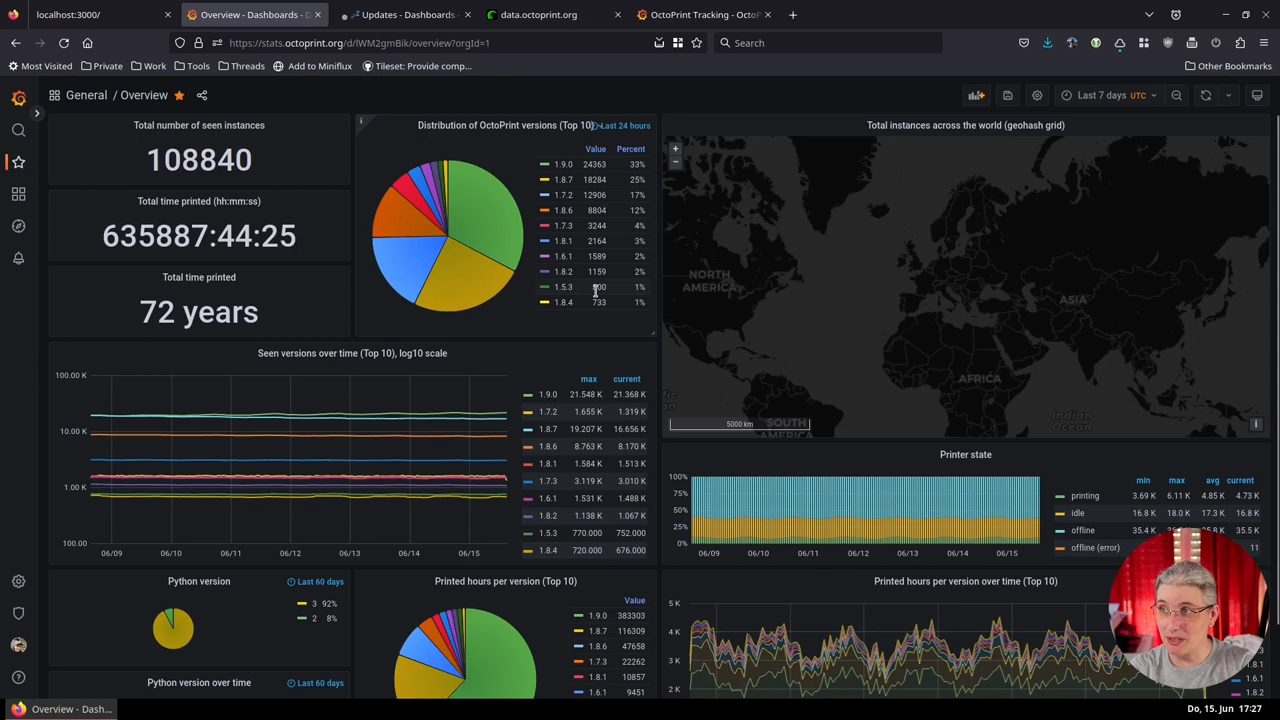 localhost:3000/
Overview - Dashboards - D
Updates - Dashboards -
data.octoprint.org
OctoPrint Tracking - OctoP
https://stats.octoprint.org/d/lWM2gmBik/overview?orgId=1
Search
Most Visited
Private
Work
Tools
Threads
Add to Miniflux
Tileset: Provide comp...
Other Bookmarks
General / Overview
Last 7 days UTC
Total number of seen instances
108840
Total time printed (hh:mm:ss)
635887:44:25
Total time printed
72 years
Distribution of OctoPrint versions (Top 10)
Last 24 hours
Value Percent
1.9.0 24363 33%
1.8.7 18284 25%
1.7.2 12906 17%
1.8.6 8804 12%
1.7.3 3244 4%
1.8.1 2164 3%
1.6.1 1589 2%
1.8.2 1159 2%
1.5.3 1%
1.8.4 733 1%
Total instances across the world (geohash grid)
+
−
NORTH
AMERICA
ASIA
AFRICA
SOUTH
AMERICA
Indian
Ocean
5000 km
Seen versions over time (Top 10), log10 scale
100.00 K
10.00 K
1.00 K
100.00
06/09 06/10 06/11 06/12 06/13 06/14 06/15
max current
1.9.0 21.548 K 21.368 K
1.7.2 1.655 K 1.319 K
1.8.7 19.207 K 16.656 K
1.8.6 8.763 K 8.170 K
1.8.1 1.584 K 1.513 K
1.7.3 3.119 K 3.010 K
1.6.1 1.531 K 1.488 K
1.8.2 1.138 K 1.067 K
1.5.3 770.000 752.000
1.8.4 720.000 676.000
Printer state
100%
75%
50%
25%
0%
06/09 06/10 06/11 06/12 06/13 06/14 06/15
min max avg current
printing 3.69 K 6.11 K 4.85 K 4.73 K
idle 16.8 K 18.0 K 17.3 K 16.8 K
offline 35.4 K 35.5 K
offline (error) 11
Python version
Last 60 days
3 92%
2 8%
Python version over time
Last 60 days
Printed hours per version (Top 10)
Value
1.9.0 383303
1.8.7 116309
1.8.6 47658
1.7.3 22262
1.8.1 10857
1.6.1 9451
Printed hours per version over time (Top 10)
5 K
4 K
3 K
2 K
1.8.1
1.6.1
1.8.2
Overview - Dash...
Do, 15. Jun 17:27